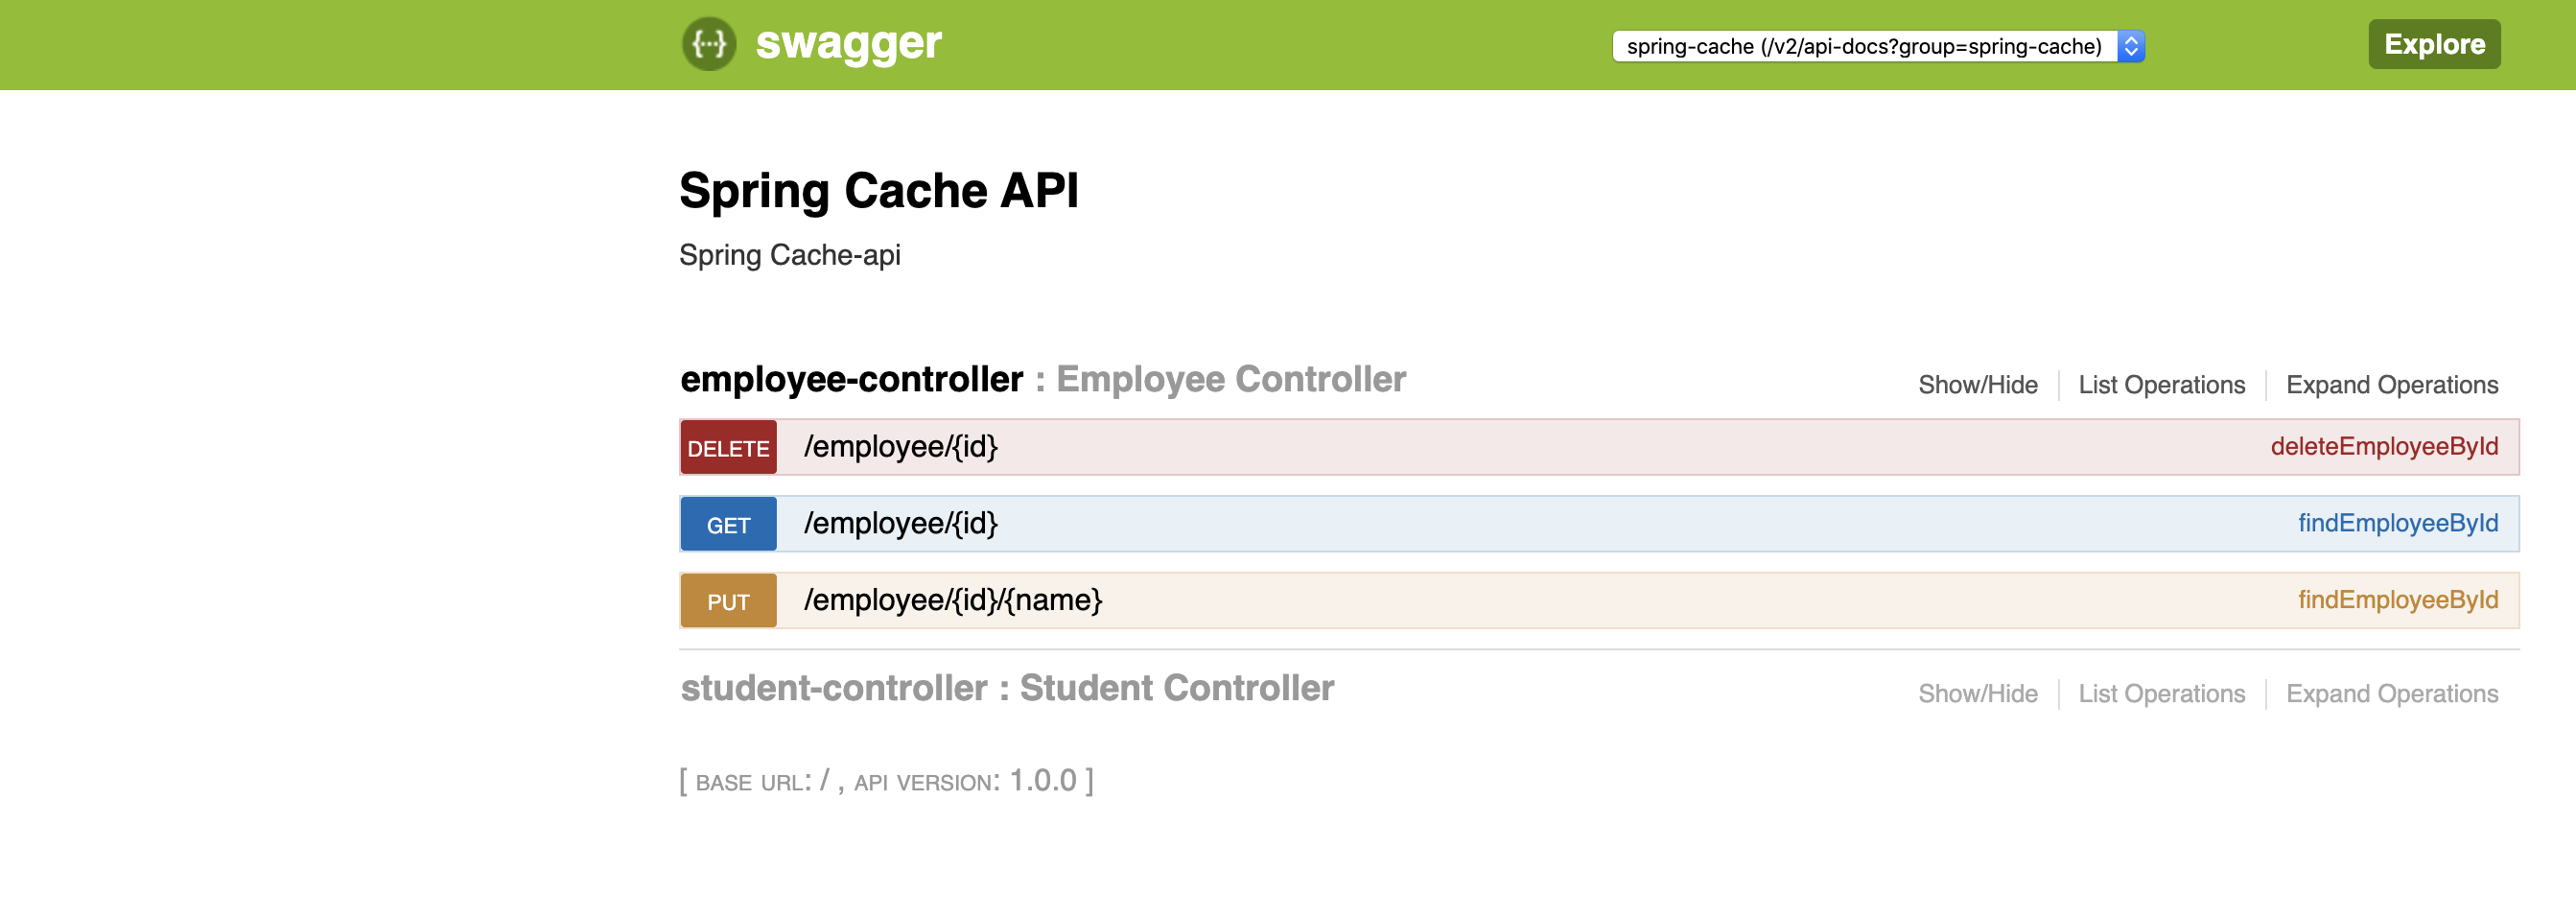 {···} swagger
spring-cache (/v2/api-docs?group=spring-cache)
Explore
Spring Cache API
Spring Cache-api
employee-controller : Employee Controller
Show/Hide
List Operations
Expand Operations
DELETE /employee/{id} deleteEmployeeById
GET /employee/{id} findEmployeeById
PUT /employee/{id}/{name} findEmployeeById
student-controller : Student Controller
Show/Hide
List Operations
Expand Operations
[ BASE URL: / , API VERSION: 1.0.0 ]